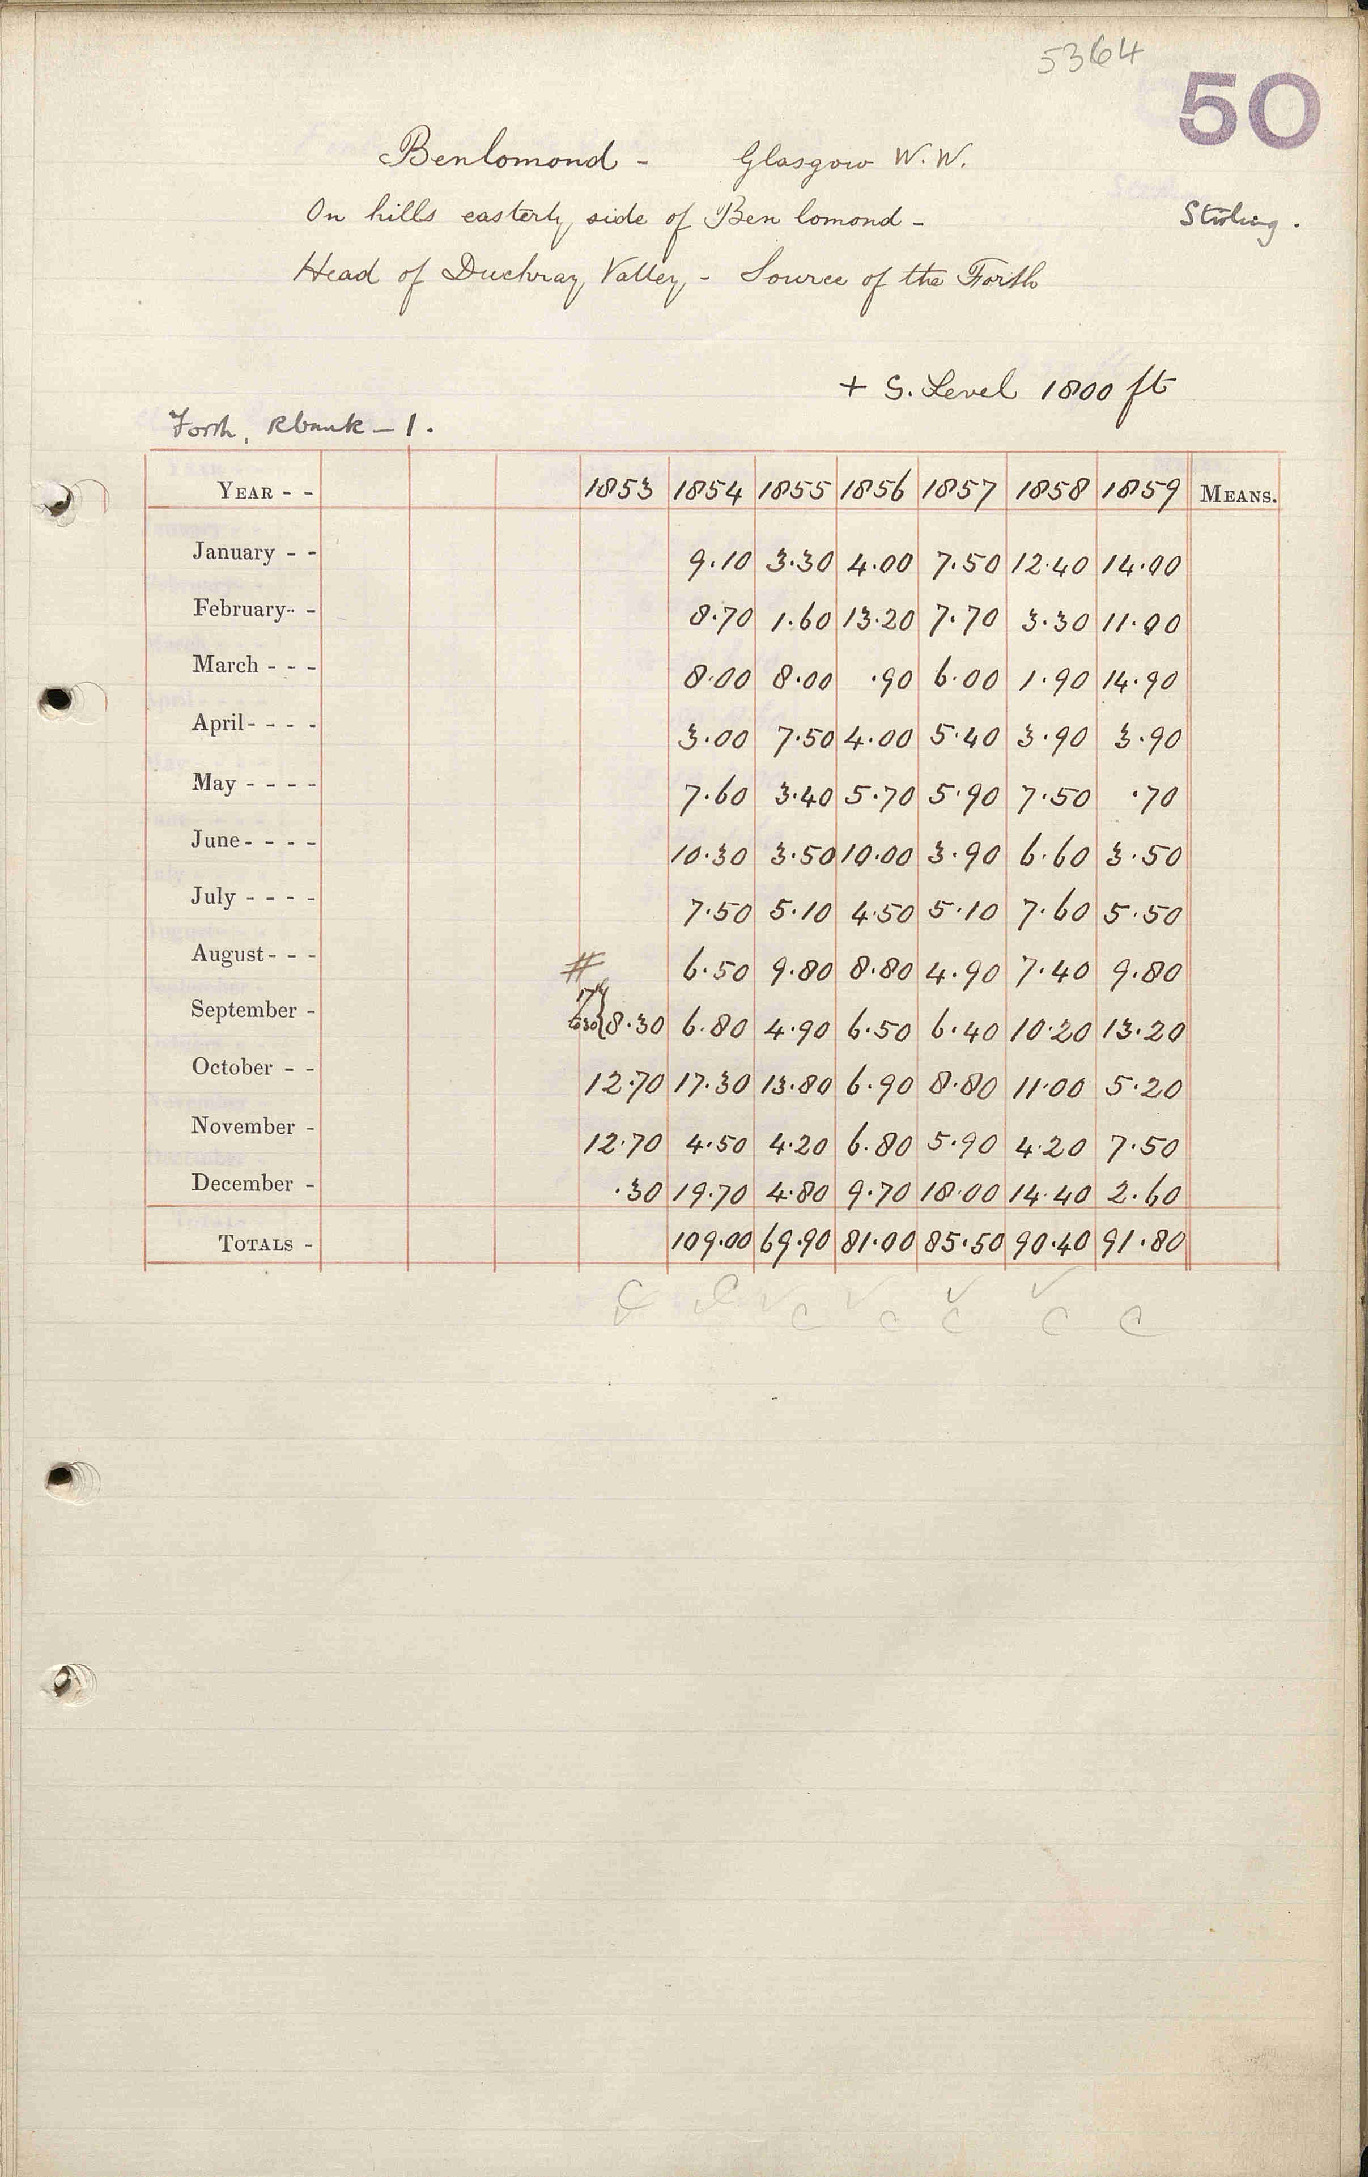 5364
50
Benlomond - Glasgow W.W.
On hills easterly side of Ben lomond -
Stirling.
Head of Duchray Valley - Source of the Forth
+ S. Level 1800 ft
Forth, Rbank - 1.
YEAR - - 1853 1854 1855 1856 1857 1858 1859 MEANS.
January - - 9.10 3.30 4.00 7.50 12.40 14.00
February - - 8.70 1.60 13.20 7.70 3.30 11.00
March - - - 8.00 8.00 .90 6.00 1.90 14.90
April - - - - 3.00 7.50 4.00 5.40 3.90 3.90
May - - - - 7.60 3.40 5.70 5.90 7.50 .70
June - - - - 10.30 3.50 10.00 3.90 6.60 3.50
July - - - - 7.50 5.10 4.50 5.10 7.60 5.50
August - - - # 6.50 9.80 8.80 4.90 7.40 9.80
17th
September - to 30 } 8.30 6.80 4.90 6.50 6.40 10.20 13.20
October - - 12.70 17.30 13.80 6.90 8.80 11.00 5.20
November - 12.70 4.50 4.20 6.80 5.90 4.20 7.50
December - .30 19.70 4.80 9.70 18.00 14.40 2.60
TOTALS - 109.00 69.90 81.00 85.50 90.40 91.80
C C C C C C C